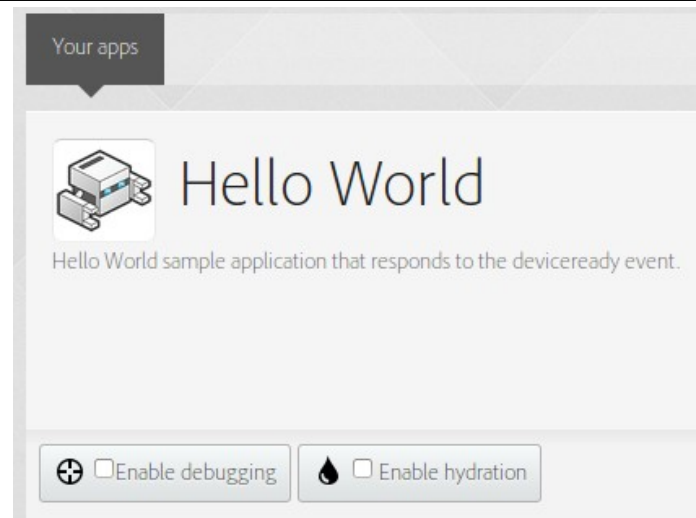 Your apps
Hello World
Hello World sample application that responds to the deviceready event.
Enable debugging
Enable hydration